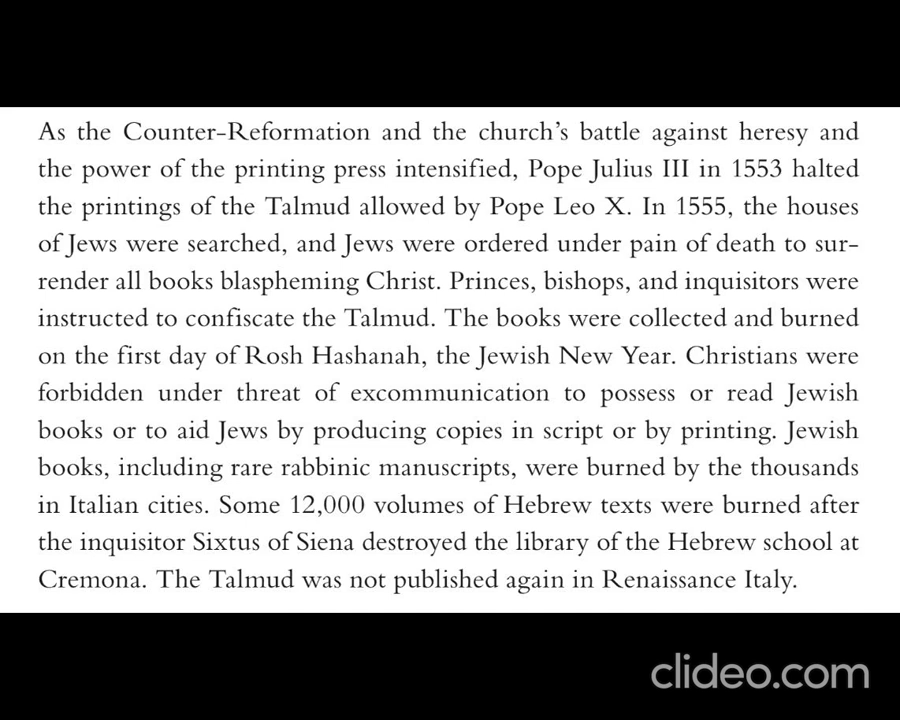 As the Counter-Reformation and the church's battle against heresy and
the power of the printing press intensified, Pope Julius III in 1553 halted
the printings of the Talmud allowed by Pope Leo X. In 1555, the houses
of Jews were searched, and Jews were ordered under pain of death to sur-
render all books blaspheming Christ. Princes, bishops, and inquisitors were
instructed to confiscate the Talmud. The books were collected and burned
on the first day of Rosh Hashanah, the Jewish New Year. Christians were
forbidden under threat of excommunication to possess or read Jewish
books or to aid Jews by producing copies in script or by printing. Jewish
books, including rare rabbinic manuscripts, were burned by the thousands
in Italian cities. Some 12,000 volumes of Hebrew texts were burned after
the inquisitor Sixtus of Siena destroyed the library of the Hebrew school at
Cremona. The Talmud was not published again in Renaissance Italy.
clideo.com